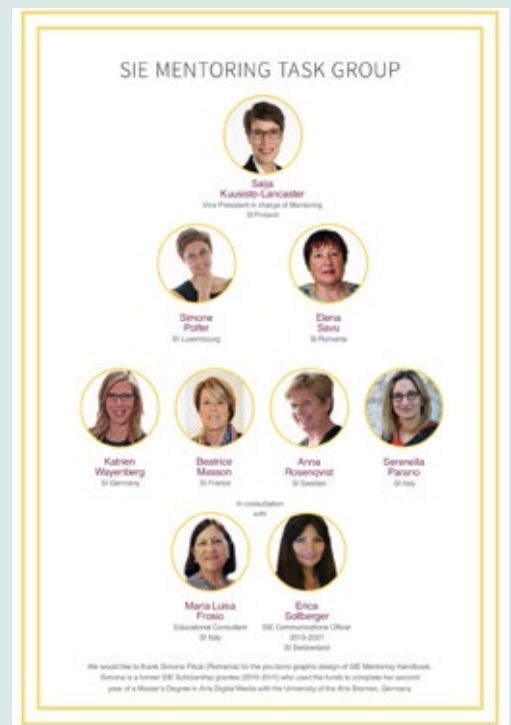 SIE MENTORING TASK GROUP
Saija
Kuusisto-Lancaster
Vice President in charge of Mentoring
SI Finland
Simone
Polfer
SI Luxembourg
Elena
Savu
SI Romania
Katrien
Wayenberg
SI Germany
Beatrice
Masson
SI France
Anna
Rosenqvist
SI Sweden
Serenella
Parano
SI Italy
In consultation
with
Maria Luisa
Frosio
Educational Consultant
SI Italy
Erica
Sollberger
SIE Communications Officer
2019-2021
SI Switzerland
We would like to thank Simona (Romania) for the pro bono graphic design of SIE Mentoring Handbook.
Simona is a former SIE Scholarship grantee (2010-2011) who used the funds to complete her second
year of a Master's Degree in Arts Digital Media with the University of the Arts Bremen, Germany